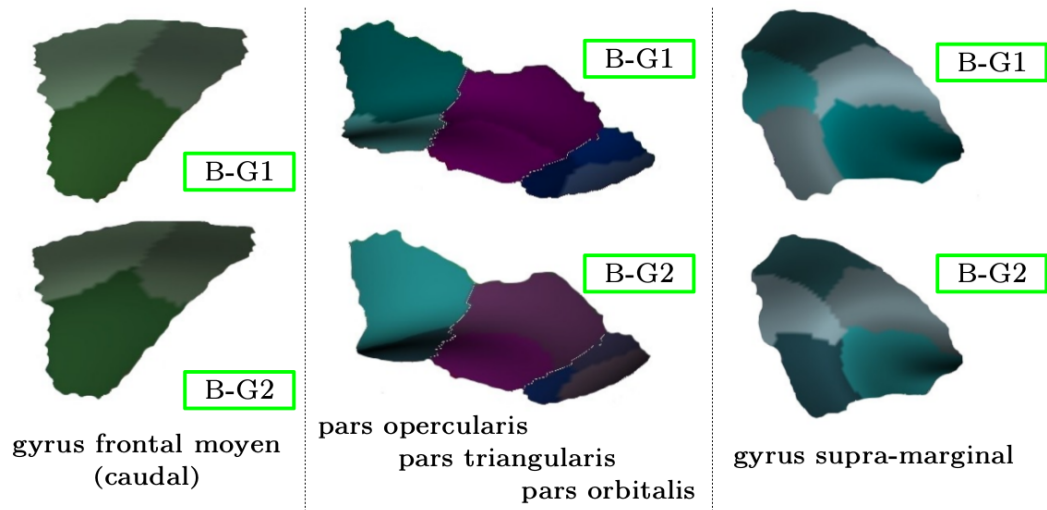 B-G1
B-G2
gyrus frontal moyen
(caudal)
B-G1
B-G2
pars opercularis
pars triangularis
pars orbitalis
B-G1
B-G2
gyrus supra-marginal